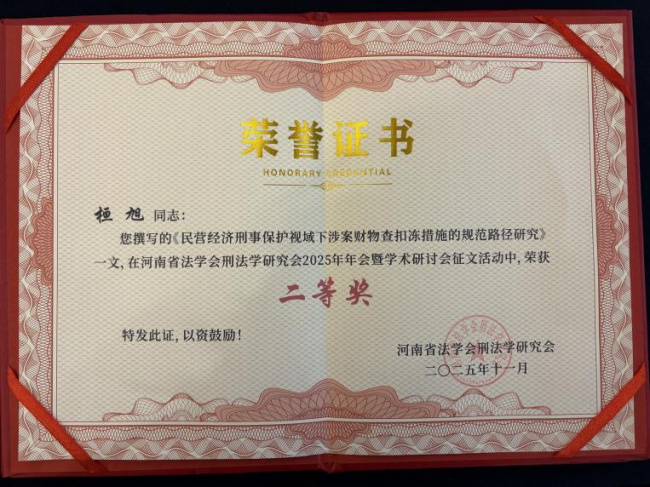 荣誉证书
HONORARY CREDANTIAL
桓旭 同志：
您撰写的《民营经济刑事保护视域下涉案财物查扣冻措施的规范路径研究》
一文，在河南省法学会刑法学研究会2025年年会暨学术研讨会征文活动中，荣获
二等奖
特发此证，以资鼓励！
河南省法学会刑法学研究会
二〇二五年十一月